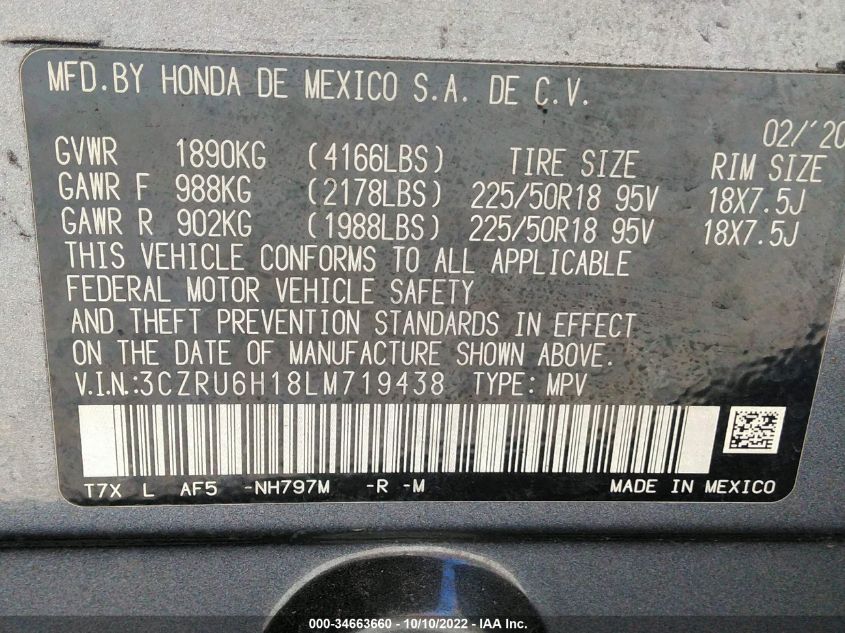 MFD.BY HONDA DE MEXICO S.A. DE C.V.
02/'20
GVWR 1890KG (4166LBS) TIRE SIZE RIM SIZE
GAWR F 988KG (2178LBS) 225/50R18 95V 18X7.5J
GAWR R 902KG (1988LBS) 225/50R18 95V 18X7.5J
THIS VEHICLE CONFORMS TO ALL APPLICABLE
FEDERAL MOTOR VEHICLE SAFETY
AND THEFT PREVENTION STANDARDS IN EFFECT
ON THE DATE OF MANUFACTURE SHOWN ABOVE.
V.I.N.:3CZRU6H18LM719438 TYPE: MPV
T7X L AF5 -NH797M -R -M MADE IN MEXICO
000-34663660 - 10/10/2022 - IAA Inc.